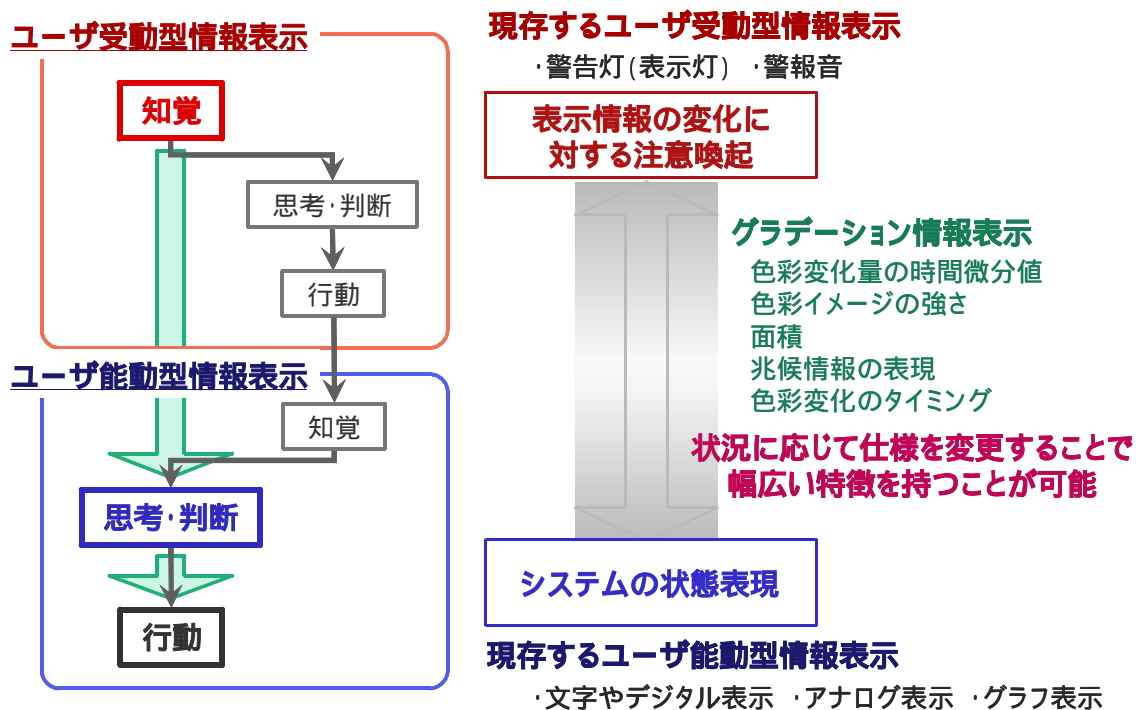 ユーザ受動型情報表示
知覚
思考・判断
行動
ユーザ能動型情報表示
知覚
思考・判断
行動
現存するユーザ受動型情報表示
・警告灯(表示灯) ・警報音
表示情報の変化に
対する注意喚起
グラデーション情報表示
色彩変化量の時間微分値
色彩イメージの強さ
面積
兆候情報の表現
色彩変化のタイミング
状況に応じて仕様を変更することで
幅広い特徴を持つことが可能
システムの状態表現
現存するユーザ能動型情報表示
・文字やデジタル表示 ・アナログ表示 ・グラフ表示